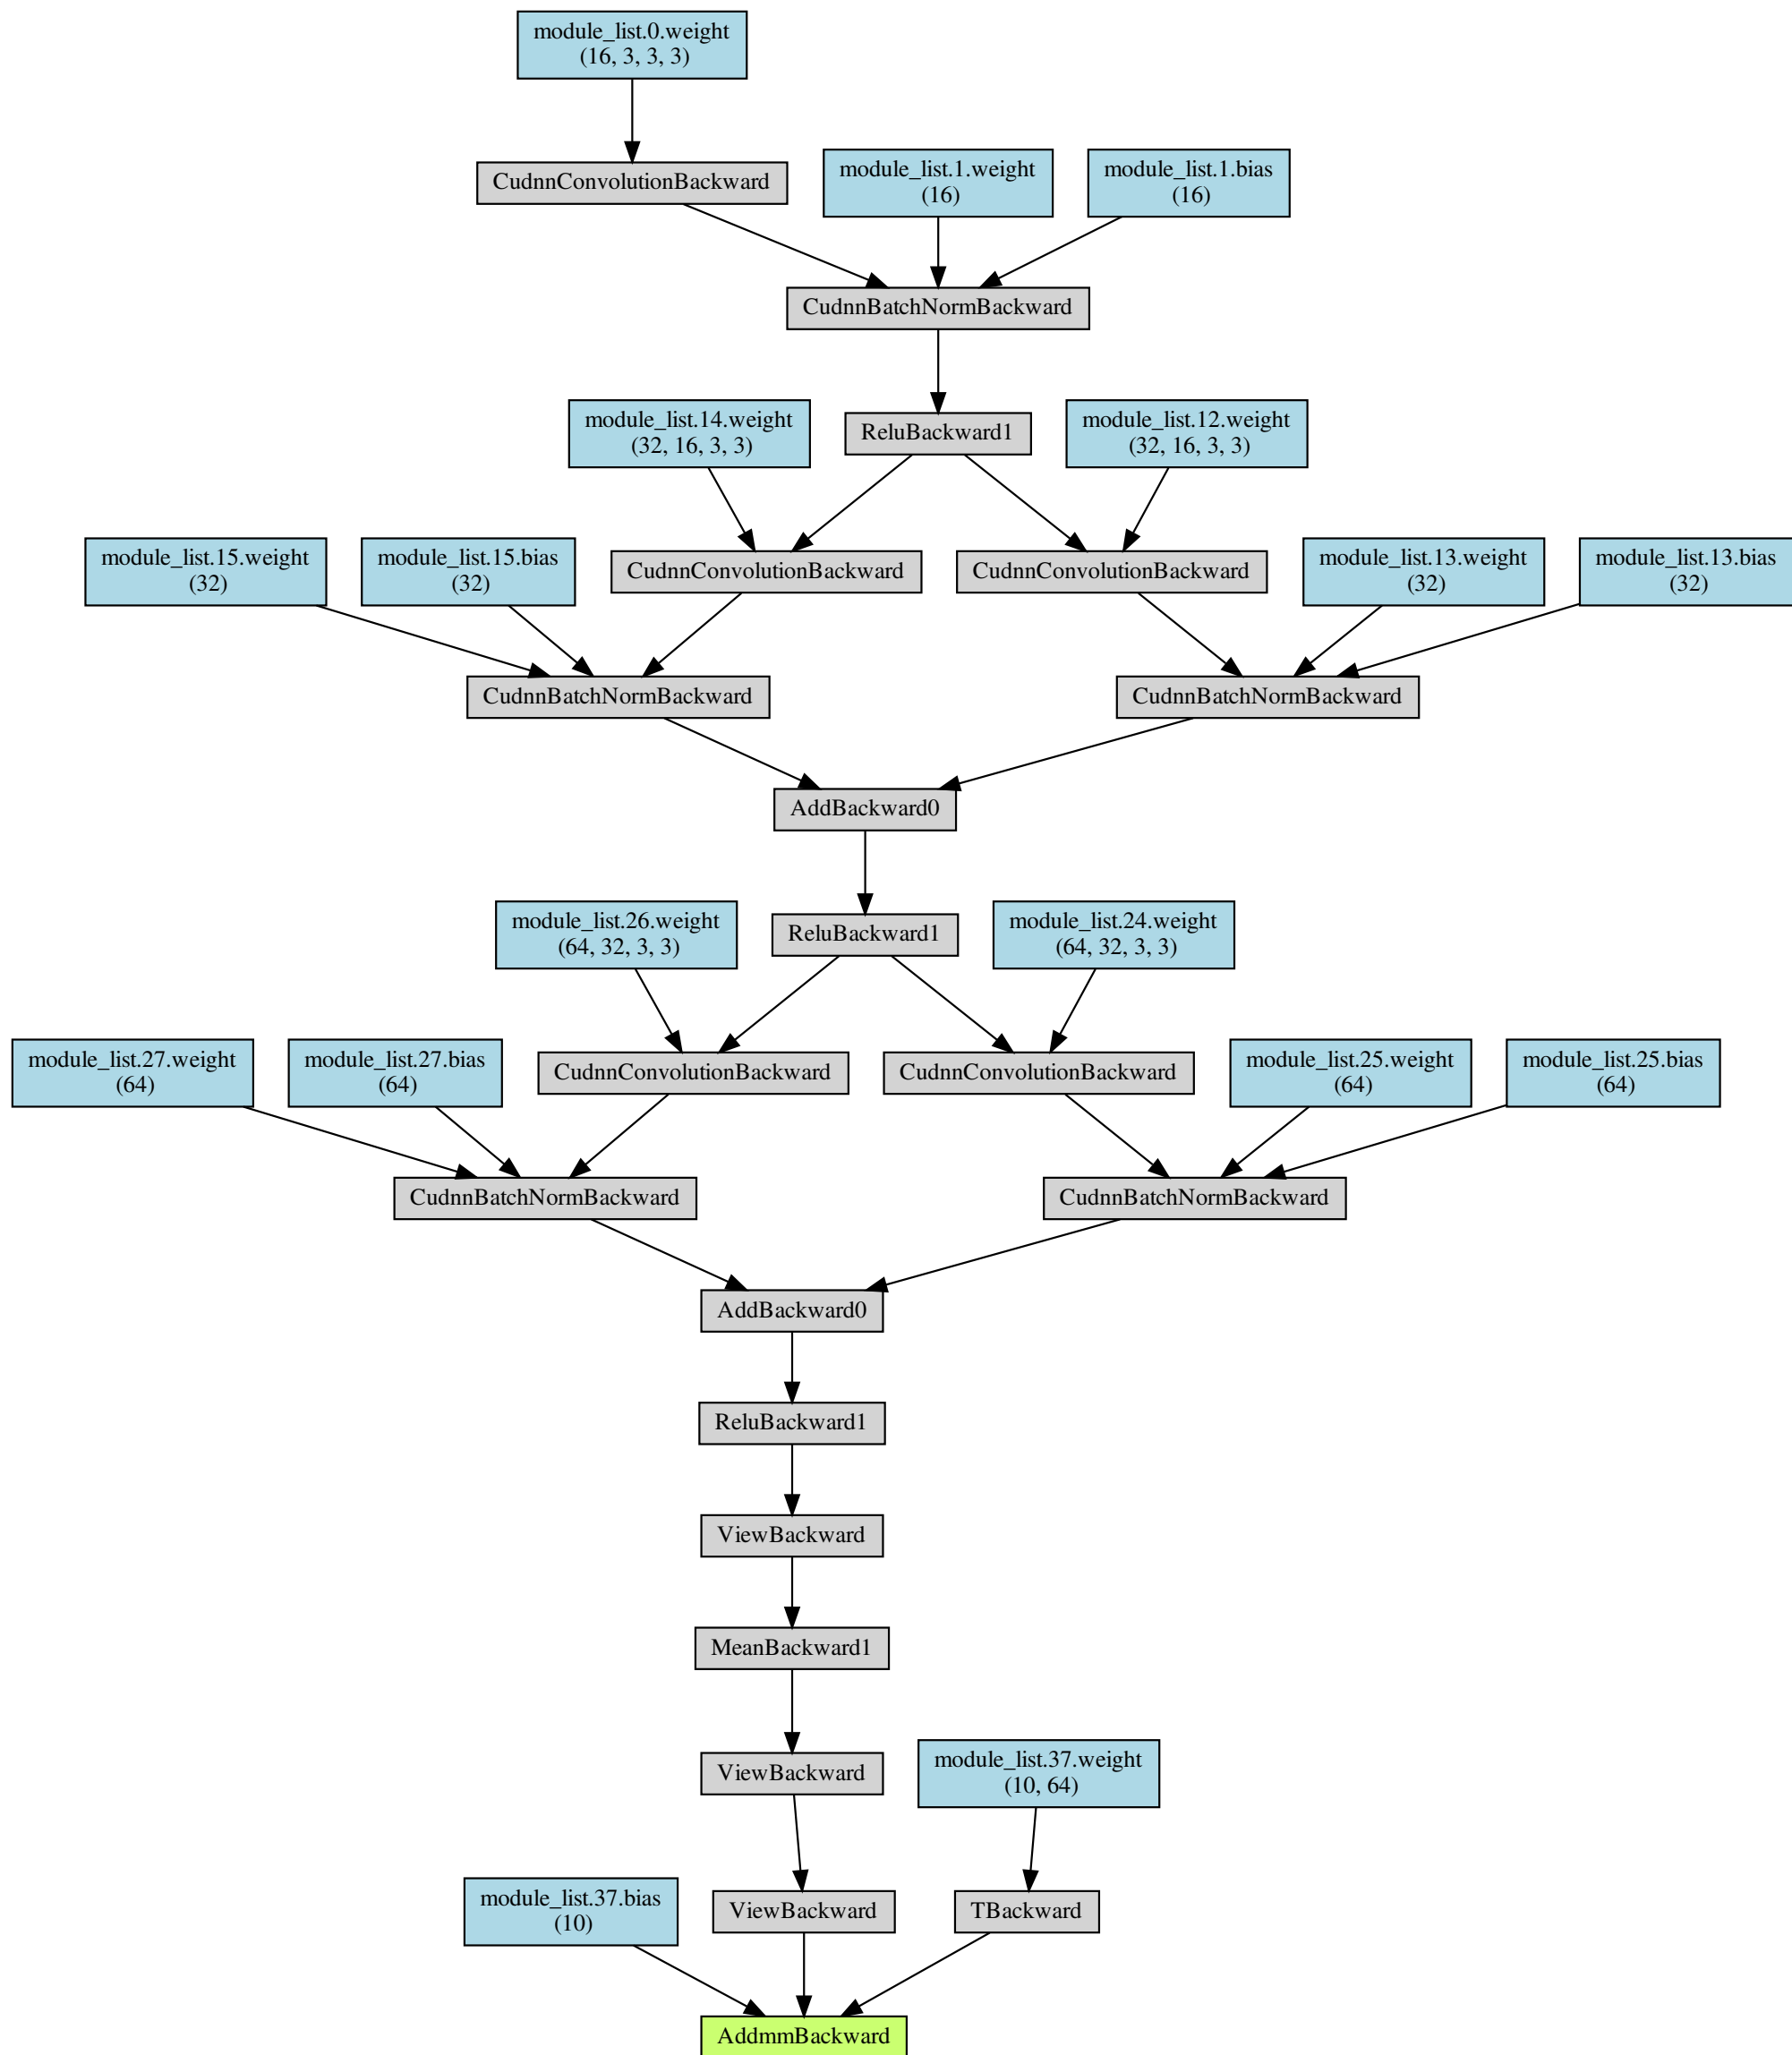 module_list.0.weight
(16, 3, 3, 3)
CudnnConvolutionBackward
module_list.1.weight
(16)
module_list.1.bias
(16)
CudnnBatchNormBackward
module_list.14.weight
(32, 16, 3, 3)
ReluBackward1
module_list.12.weight
(32, 16, 3, 3)
module_list.15.weight
(32)
module_list.15.bias
(32)
CudnnConvolutionBackward
CudnnConvolutionBackward
module_list.13.weight
(32)
module_list.13.bias
(32)
CudnnBatchNormBackward
CudnnBatchNormBackward
AddBackward0
ReluBackward1
module_list.26.weight
(64, 32, 3, 3)
module_list.24.weight
(64, 32, 3, 3)
module_list.27.weight
(64)
module_list.27.bias
(64)
CudnnConvolutionBackward
CudnnConvolutionBackward
module_list.25.weight
(64)
module_list.25.bias
(64)
CudnnBatchNormBackward
CudnnBatchNormBackward
AddBackward0
ReluBackward1
ViewBackward
MeanBackward1
ViewBackward
module_list.37.weight
(10, 64)
module_list.37.bias
(10)
ViewBackward
TBackward
AddmmBackward